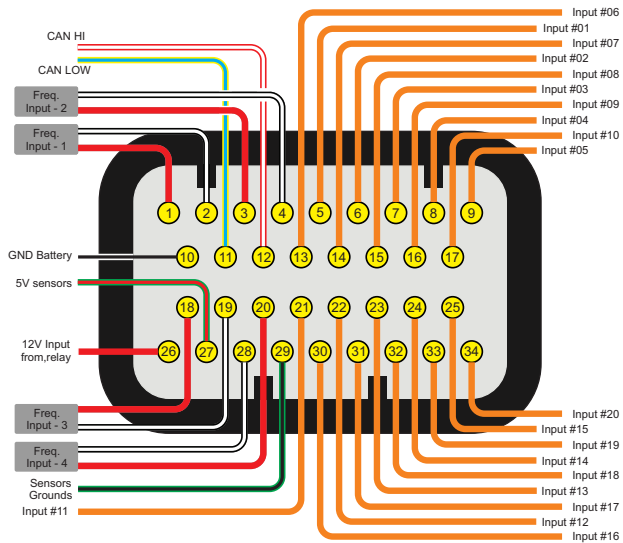 Input #06
Input #01
CAN HI
Input #07
Input #02
CAN LOW
Input #08
Freq.
Input - 2
Input #03
Input #09
Input #04
Freq.
Input - 1
Input #10
Input #05
1 2 3 4 5 6 7 8 9
GND Battery
10 11 12 13 14 15 16 17
5V sensors
18 19 20 21 22 23 24 25
12V Input
from,relay
26 27 28 29 30 31 32 33 34
Freq.
Input - 3
Input #20
Input #15
Input #19
Freq.
Input - 4
Input #14
Input #18
Sensors
Grounds
Input #13
Input #17
Input #11
Input #12
Input #16